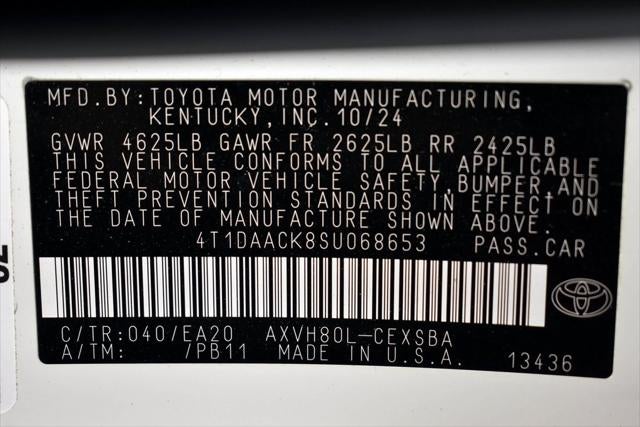 MFD.BY:TOYOTA MOTOR MANUFACTURING,
KENTUCKY,INC.10/24
GVWR 4625LB GAWR FR 2625LB RR 2425LB
THIS VEHICLE CONFORMS TO ALL APPLICABLE
FEDERAL MOTOR VEHICLE SAFETY,BUMPER,AND
THEFT PREVENTION STANDARDS IN EFFECT ON
THE DATE OF MANUFACTURE SHOWN ABOVE.
4T1DAACK8SU068653 PASS.CAR
C/TR:040/EA20 AXVH80L-CEXSBA
A/TM: /PB11 MADE IN U.S.A. 13436